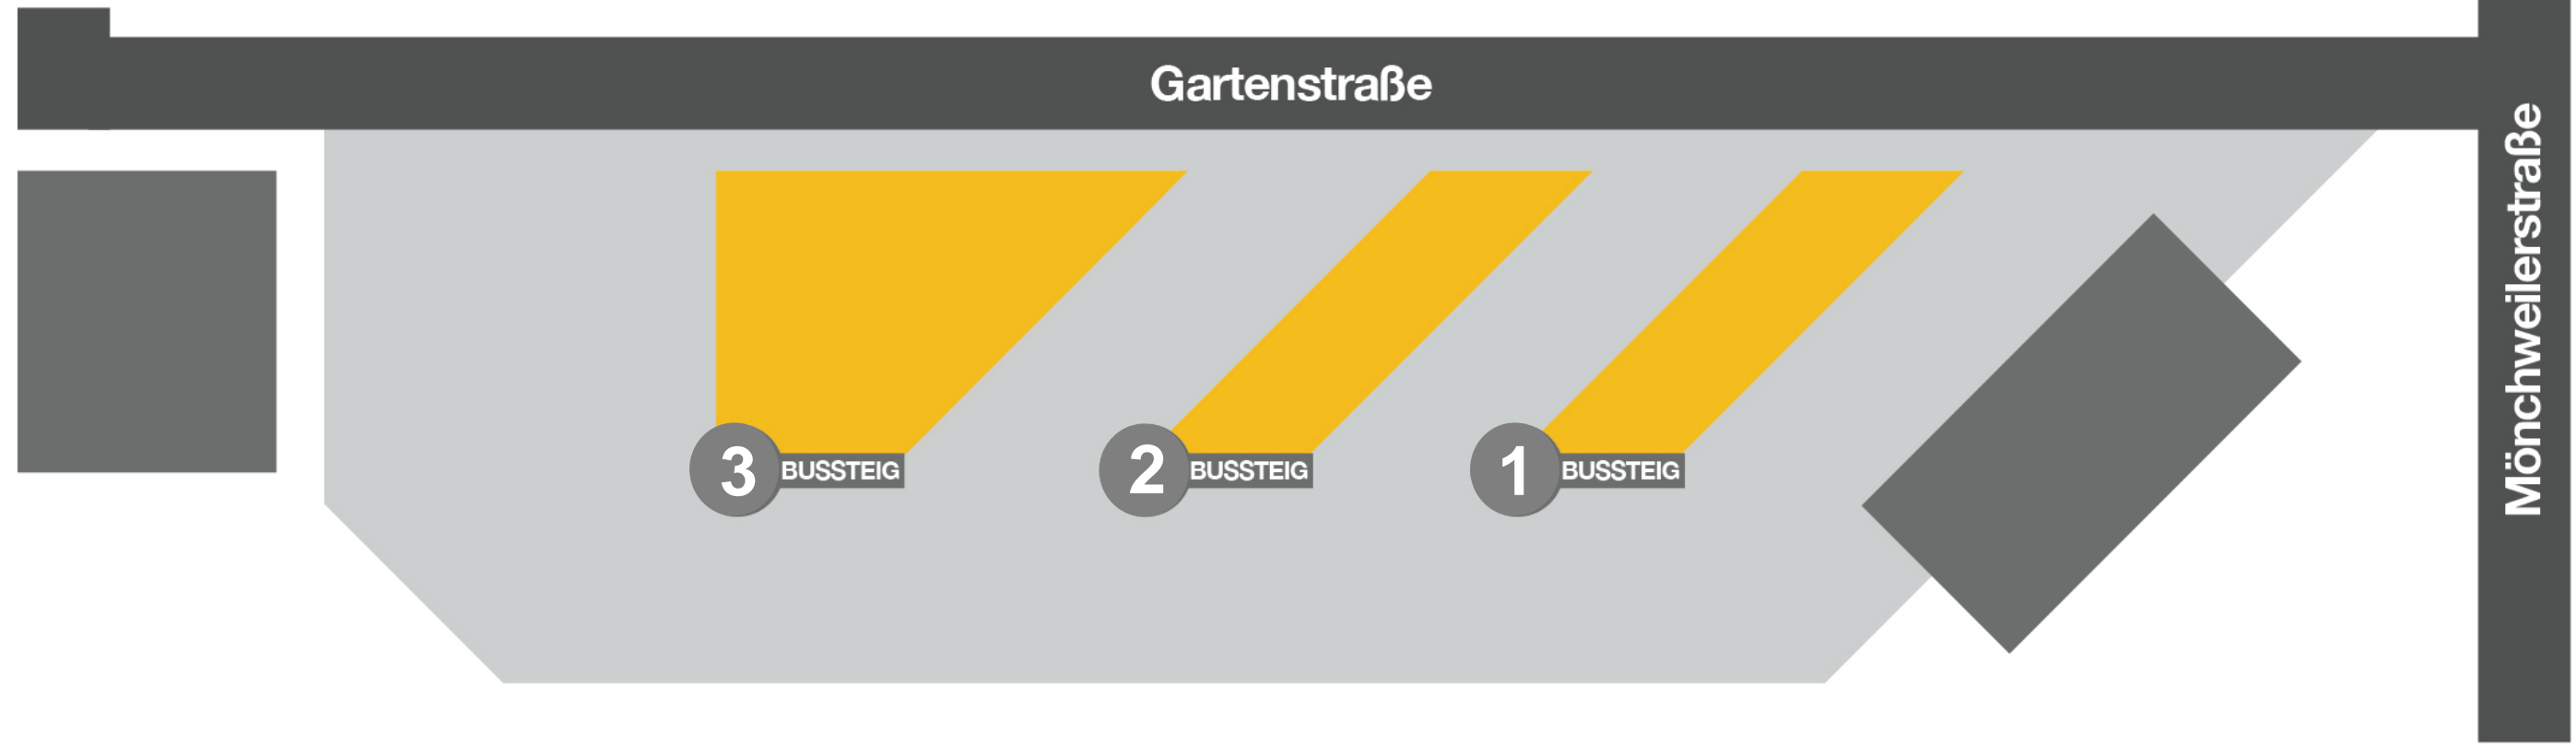 Gartenstraße
Mönchweilerstraße
3 BUSSTEIG
2 BUSSTEIG
1 BUSSTEIG